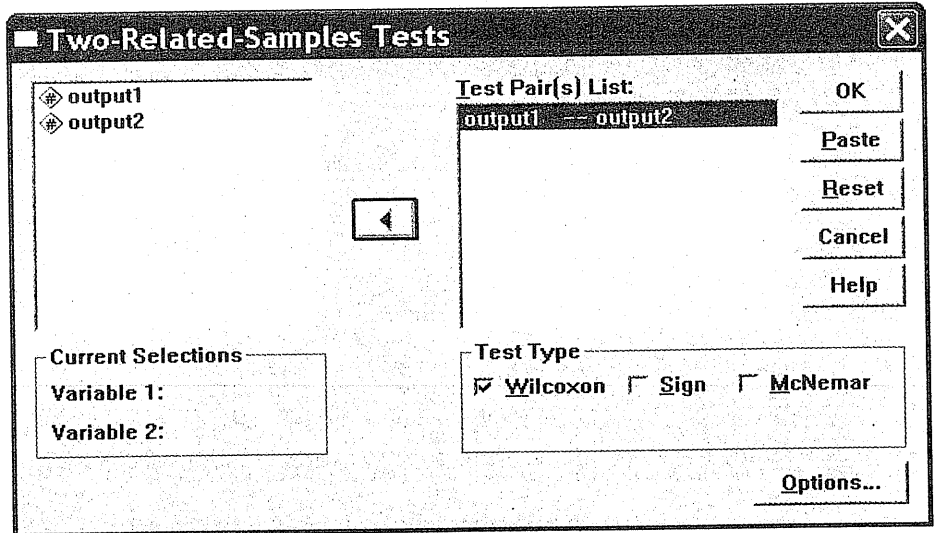 Two-Related-Samples Tests
output1
output2
Test Pair(s) List:
output1 -- output2
OK
Paste
Reset
Cancel
Help
Current Selections
Variable 1:
Variable 2:
Test Type
Wilcoxon
Sign
McNemar
Options...